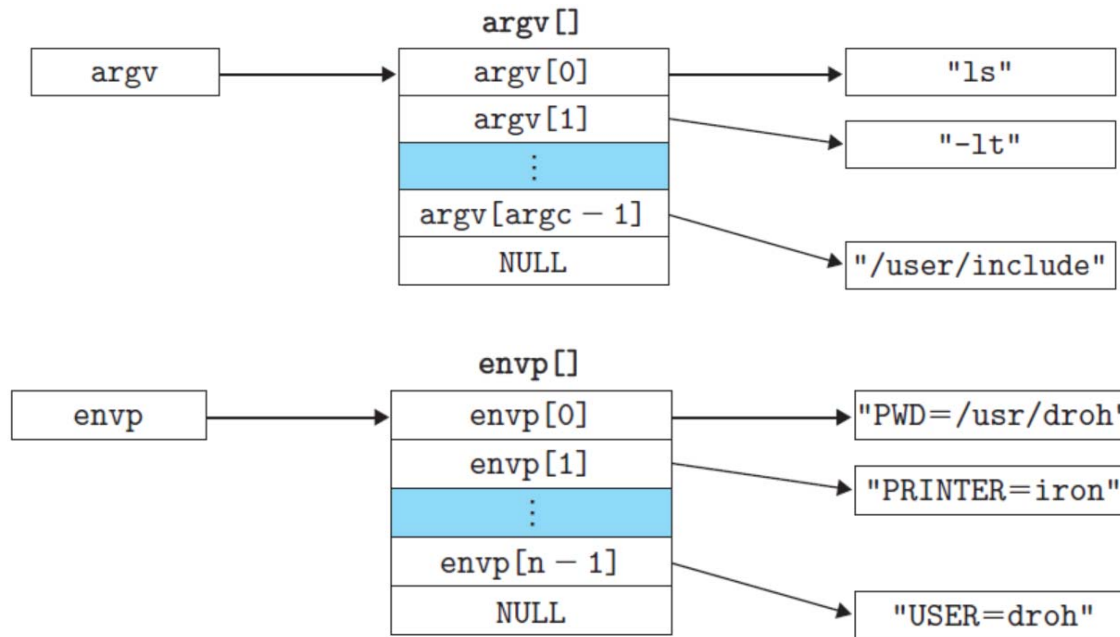 argv[]
argv
argv[0]
"ls"
argv[1]
"-lt"
⋮
argv[argc − 1]
NULL
"/user/include"
envp[]
envp
envp[0]
"PWD=/usr/droh"
envp[1]
"PRINTER=iron"
⋮
envp[n − 1]
NULL
"USER=droh"